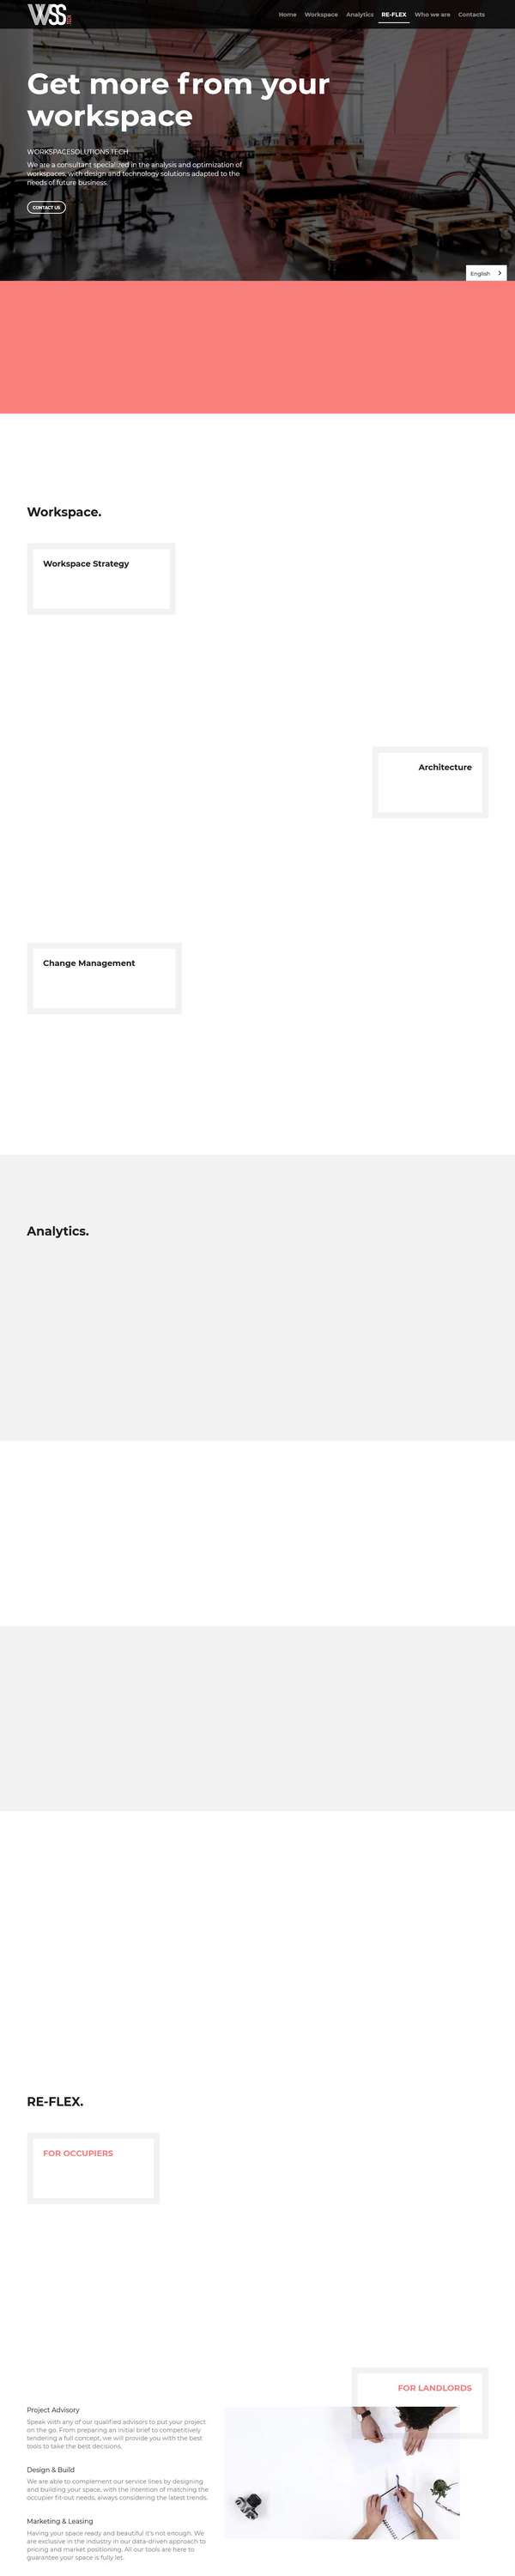 WSS
TECH
Home Workspace Analytics RE-FLEX Who we are Contacts
Get more from your
workspace
WORKSPACESOLUTIONS.TECH
We are a consultant specialized in the analysis and optimization of
workspaces, with design and technology solutions adapted to the
needs of future business.
CONTACT US
English
Workspace.
Workspace Strategy
Architecture
Change Management
Analytics.
RE-FLEX.
FOR OCCUPIERS
FOR LANDLORDS
Project Advisory
Speak with any of our qualified advisors to put your project
on the go. From preparing an initial brief to competitively
tendering a full concept, we will provide you with the best
tools to take the best decisions.
Design & Build
We are able to complement our service lines by designing
and building your space, with the intention of matching the
occupier fit-out needs, always considering the latest trends.
Marketing & Leasing
Having your space ready and beautiful it's not enough. We
are exclusive in the industry in our data-driven approach to
pricing and market positioning. All our tools are here to
guarantee your space is fully let.